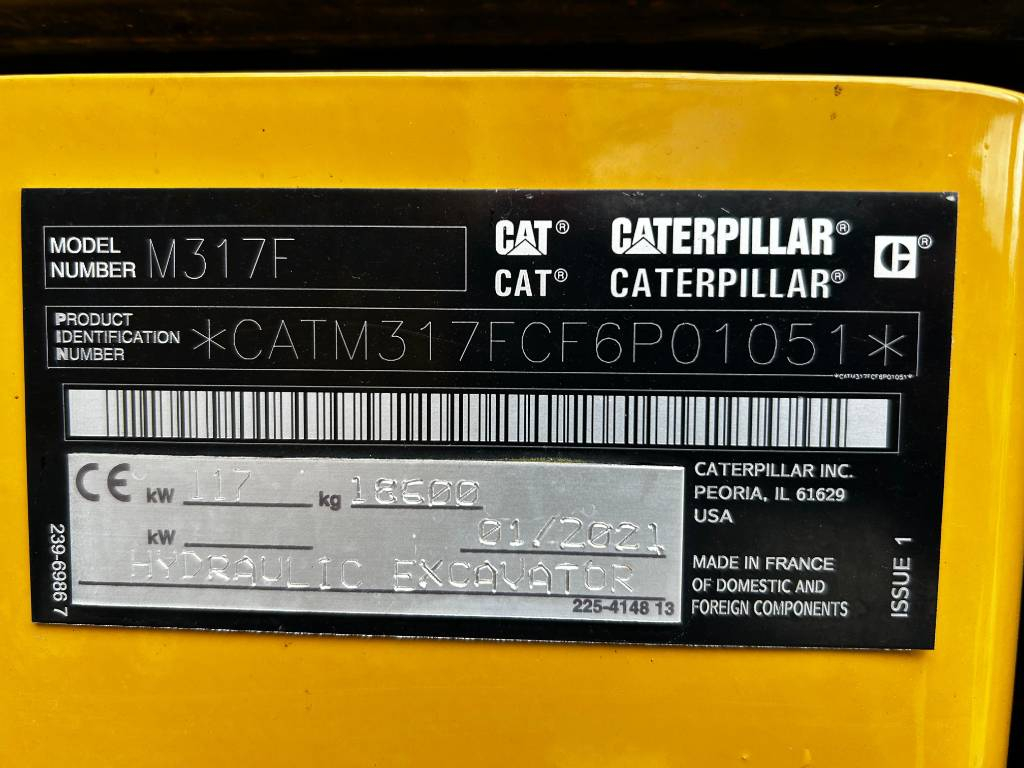 MODEL
NUMBER M317F
CAT® CATERPILLAR® ®
CAT® CATERPILLAR®
PRODUCT
IDENTIFICATION
NUMBER
*CATM317FCF6P01051*
*CATM317FCF6P01051*
CE kW 117 kg 18600
kW 01/2021
HYDRAULIC EXCAVATOR
225-4148 13
239-6986 7
CATERPILLAR INC.
PEORIA, IL 61629
USA
MADE IN FRANCE
OF DOMESTIC AND
FOREIGN COMPONENTS
ISSUE 1